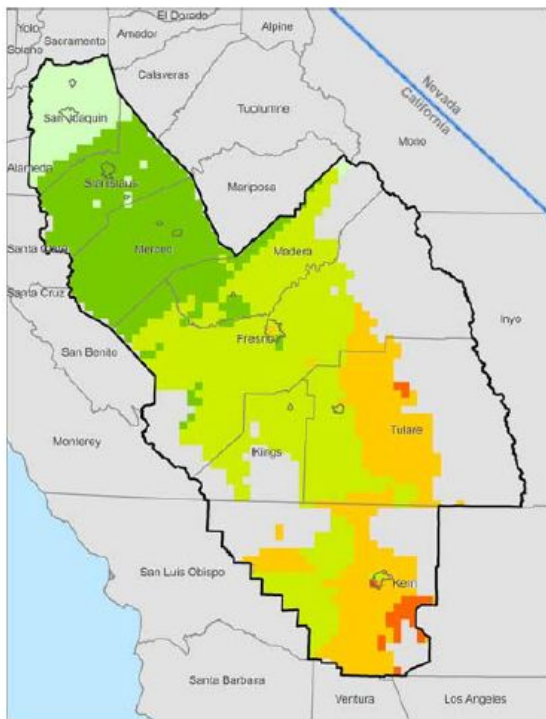 El Dorado
Yolo
Sacramento
Amador
Alpine
Solano
Calaveras
Nevada
California
San Joaquin
Tuolumne
Mono
Alameda
Stanislaus
Mariposa
Santa Clara
Merced
Madera
Santa Cruz
Inyo
Fresno
San Benito
Monterey
Kings
Tulare
San Luis Obispo
Kern
Santa Barbara
Ventura
Los Angeles